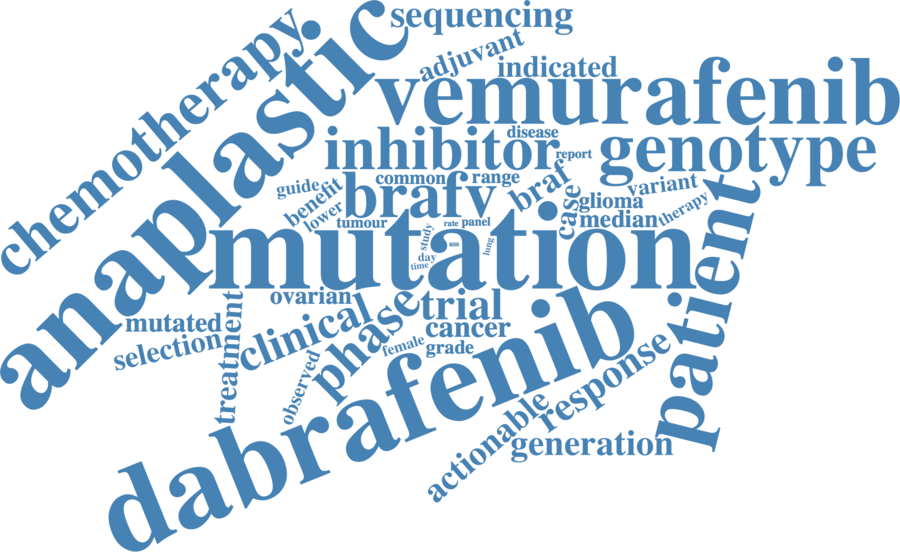 sequencing
adjuvant
indicated
chemotherapy
anaplastic
vemurafenib
disease
inhibitor
report
genotype
common
range
guide
benefit
lower
brafv
braf
case
variant
glioma
median
therapy
tumour
rate
panel
mutation
study
day
time
asn
lung
patient
ovarian
treatment
mutated
selection
clinical
phase
trial
cancer
female
grade
observed
dabrafenib
response
actionable
generation